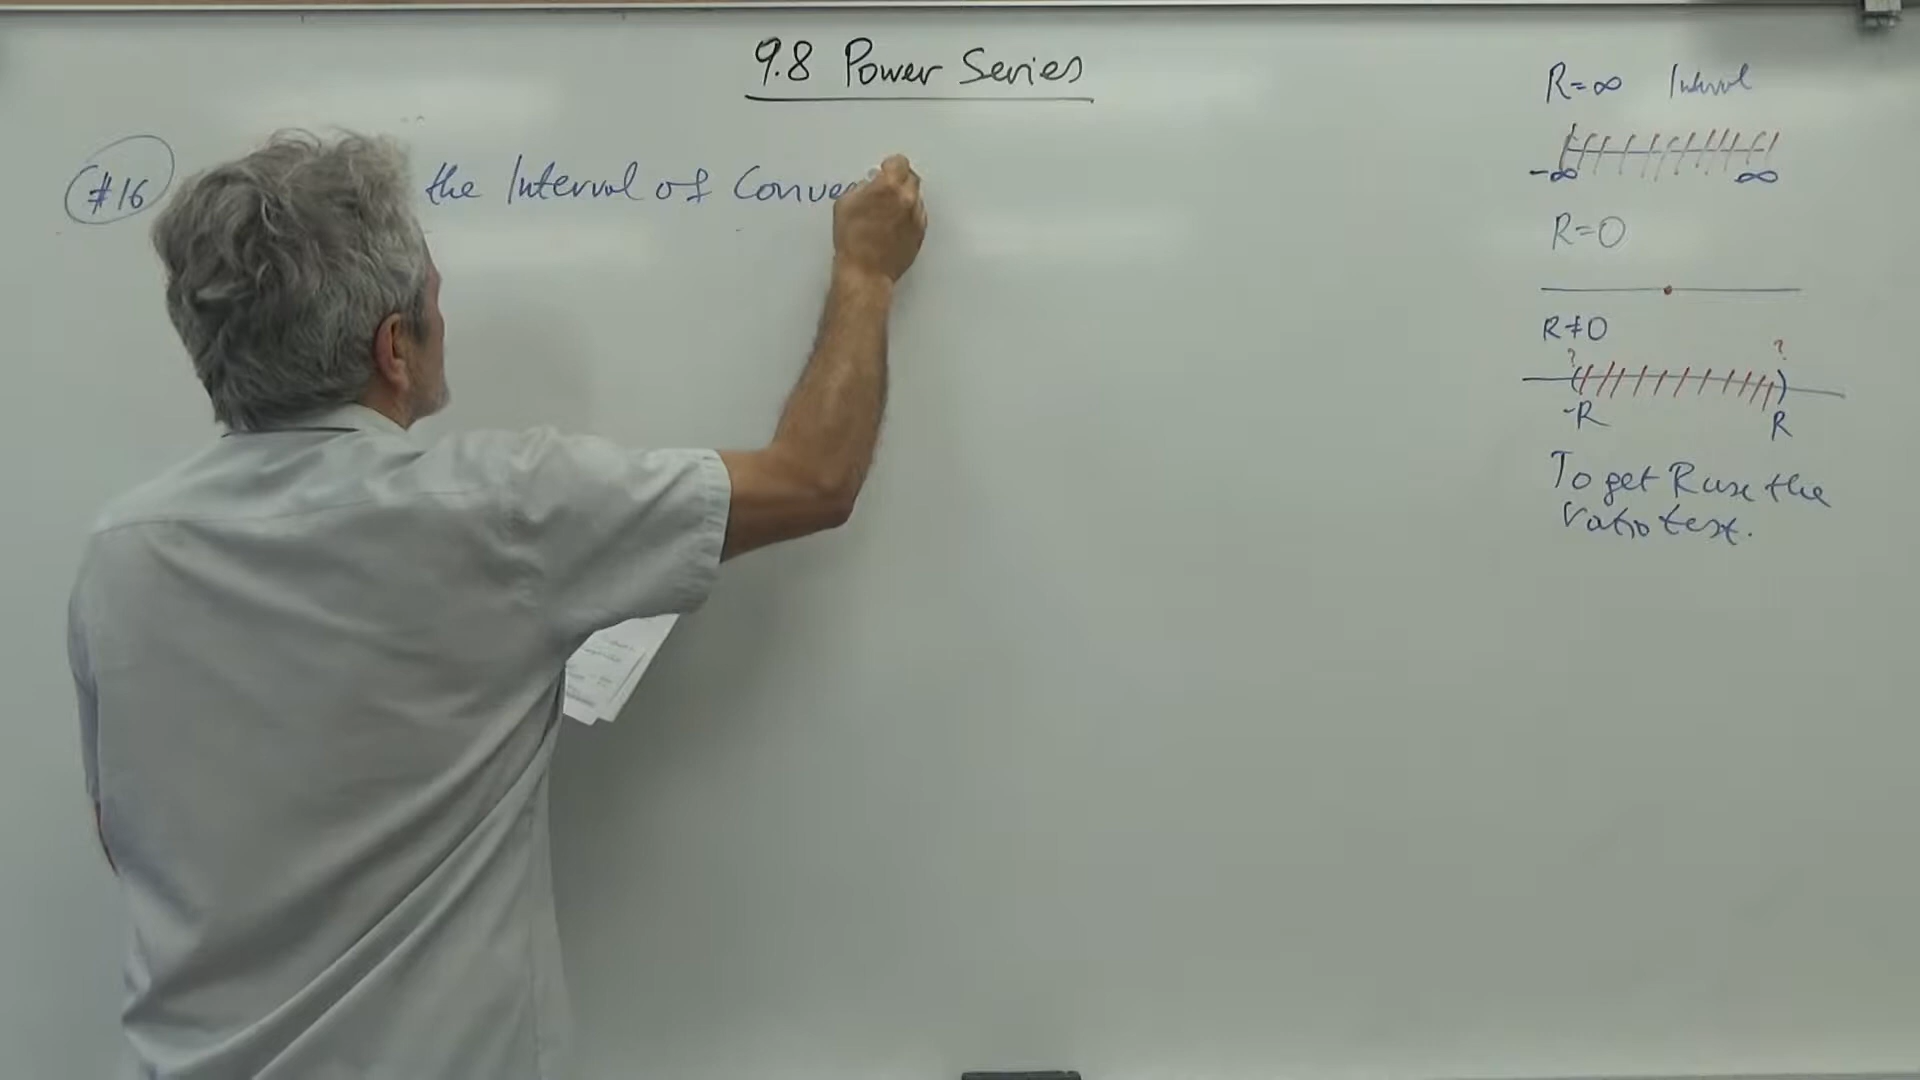 9.8 Power Series
#16 the Interval of Conve
R=∞ Interval
-∞ ∞
R=0
R≠0
? ?
-R R
To get R use the
ratio test.